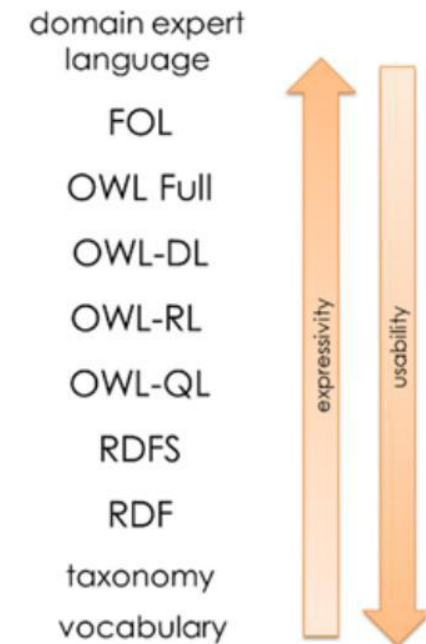 domain expert
language
FOL
OWL Full
OWL-DL
OWL-RL
OWL-QL
RDFS
RDF
taxonomy
vocabulary
expressivity
usability